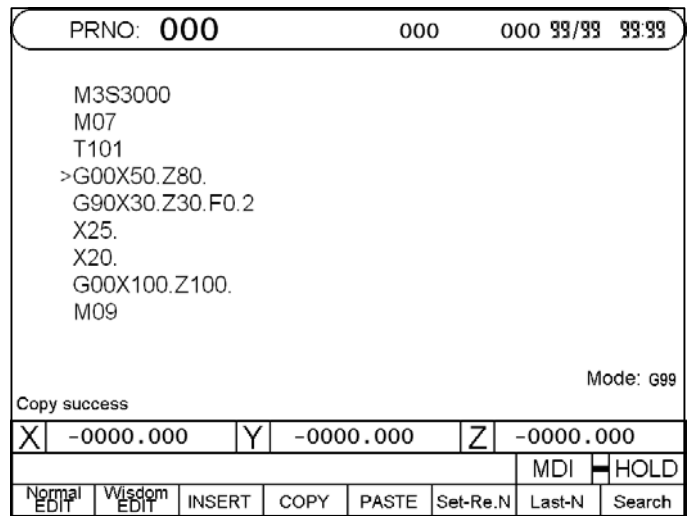 PRNO: 000 000 000 99/99 99:99
M3S3000
M07
T101
>G00X50.Z80.
G90X30.Z30.F0.2
X25.
X20.
G00X100.Z100.
M09
Mode: G99
Copy success
X -0000.000 Y -0000.000 Z -0000.000
MDI HOLD
Normal EDIT Wisdom EDIT INSERT COPY PASTE Set-Re.N Last-N Search